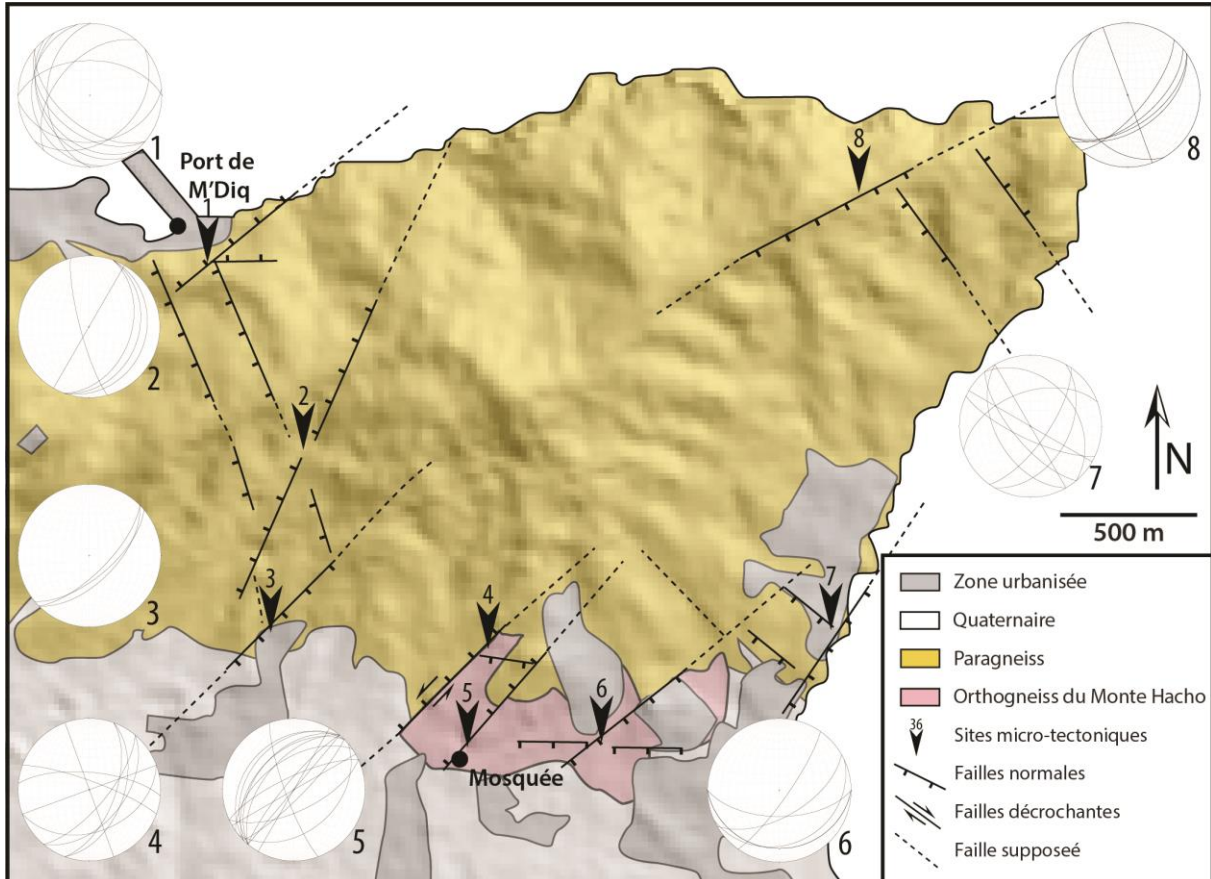 1
Port de
M'Diq
1
8
8
2
2
7
N
500 m
3
3
4
7
5
6
Mosquée
4
5
6
Zone urbanisée
Quaternaire
Paragneiss
Orthogneiss du Monte Hacho
36
Sites micro-tectoniques
Failles normales
Failles décrochantes
Faille supposeé